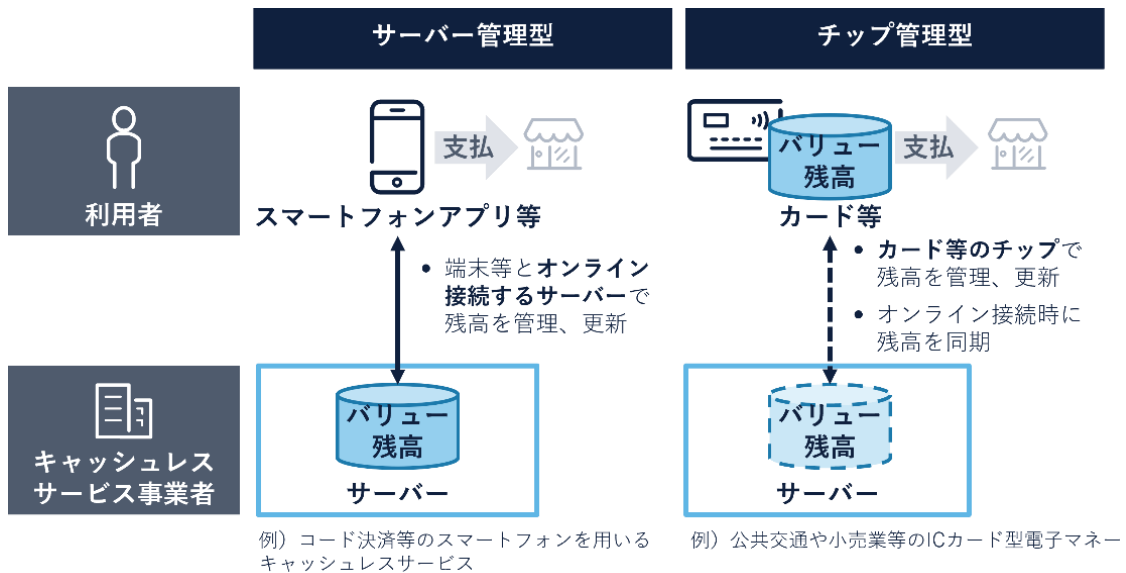 サーバー管理型
チップ管理型
利用者
支払
スマートフォンアプリ等
バリュー
残高
支払
カード等
• 端末等とオンライン
接続するサーバーで
残高を管理、更新
• カード等のチップで
残高を管理、更新
• オンライン接続時に
残高を同期
キャッシュレス
サービス事業者
バリュー
残高
サーバー
バリュー
残高
サーバー
例）コード決済等のスマートフォンを用いる
キャッシュレスサービス
例）公共交通や小売業等のICカード型電子マネー